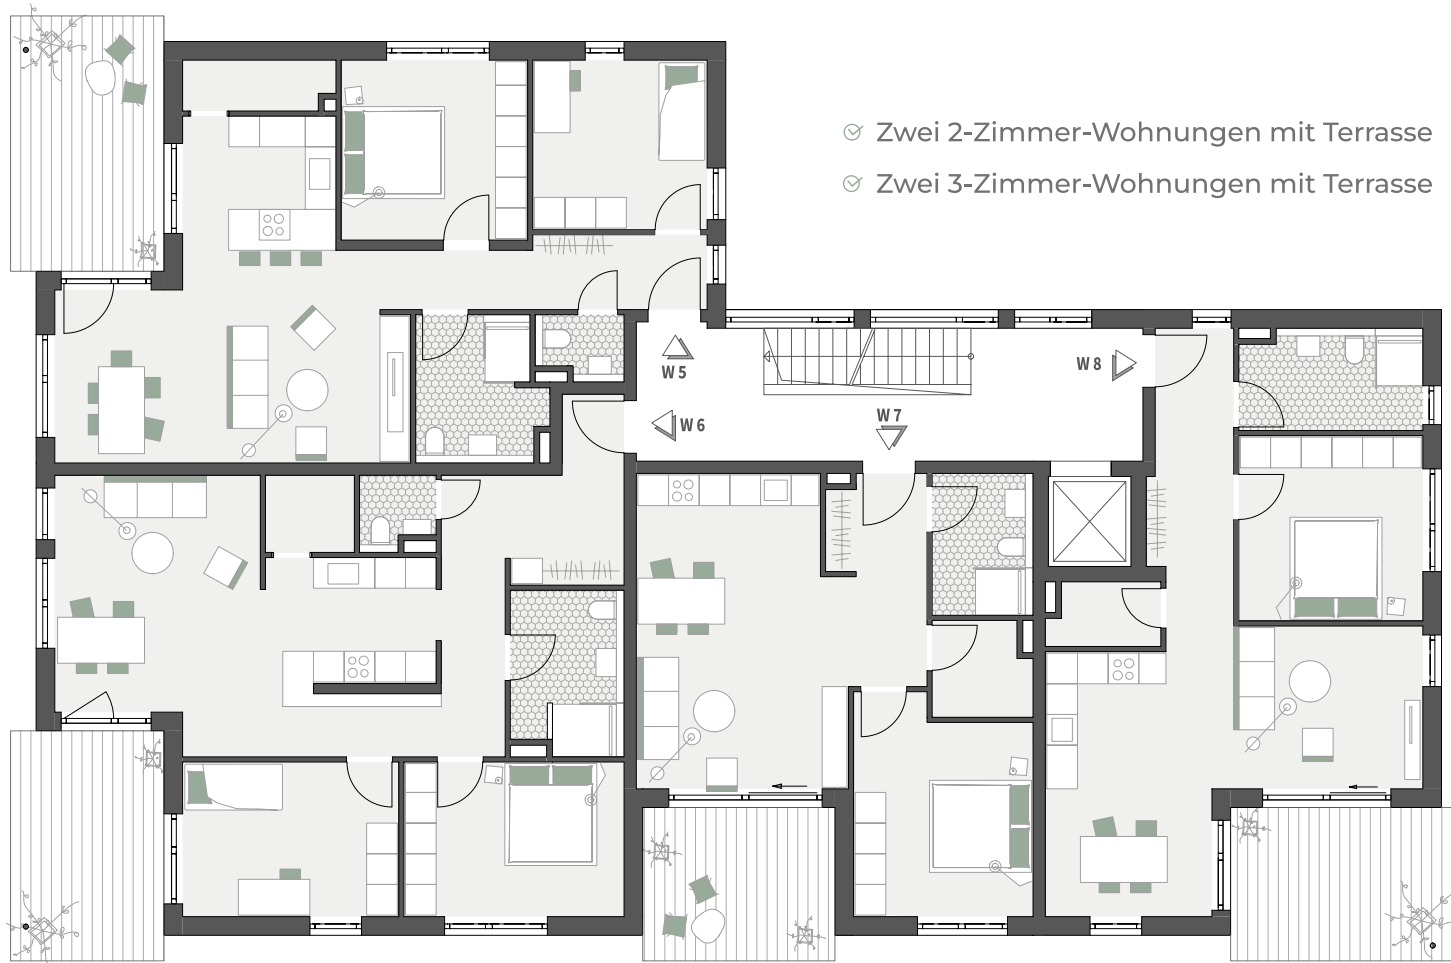 Zwei 2-Zimmer-Wohnungen mit Terrasse
Zwei 3-Zimmer-Wohnungen mit Terrasse
W 5
W 8
W 6
W 7